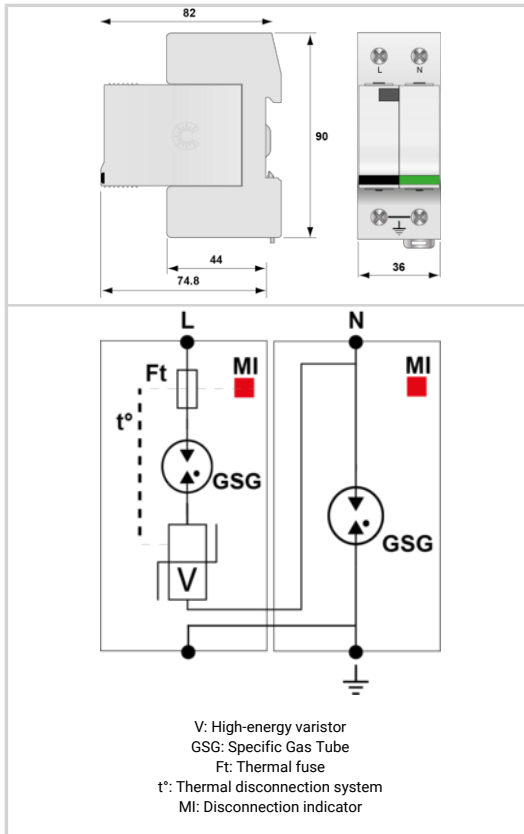 82
90
44
74.8
L N
36
L N
Ft MI MI
t°
GSG
GSG
V
V: High-energy varistor
GSG: Specific Gas Tube
Ft: Thermal fuse
t°: Thermal disconnection system
MI: Disconnection indicator